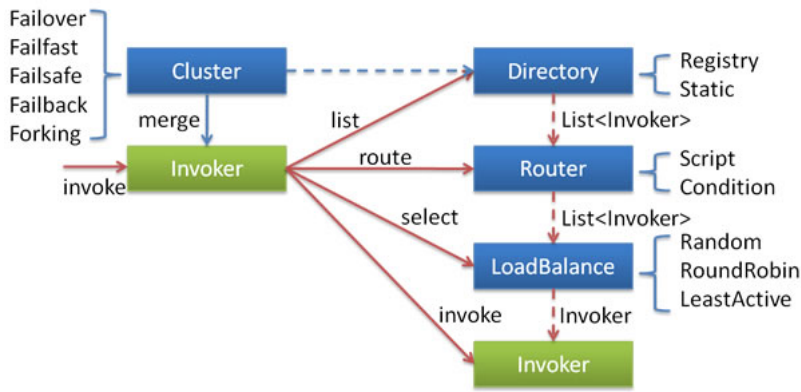 Failover
Failfast
Failsafe
Failback
Forking
Cluster
merge
invoke
Invoker
list
route
select
invoke
Directory
Registry
Static
List<Invoker>
Router
Script
Condition
List<Invoker>
LoadBalance
Random
RoundRobin
LeastActive
Invoker
Invoker